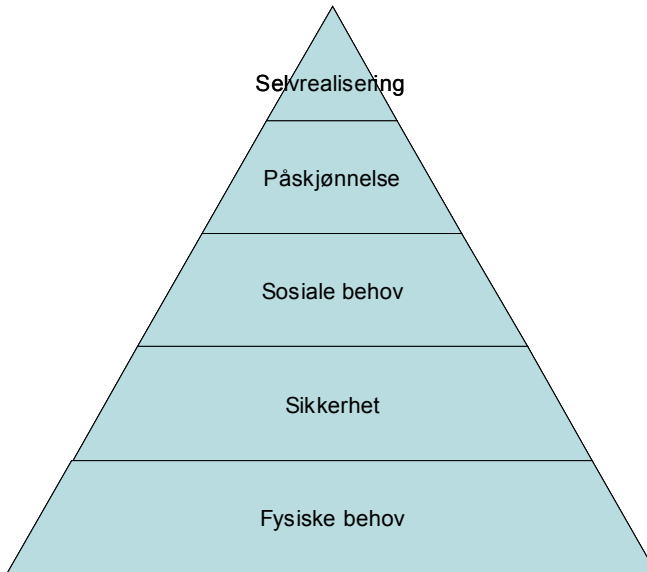 Selvrealisering
Påskjønnelse
Sosiale behov
Sikkerhet
Fysiske behov